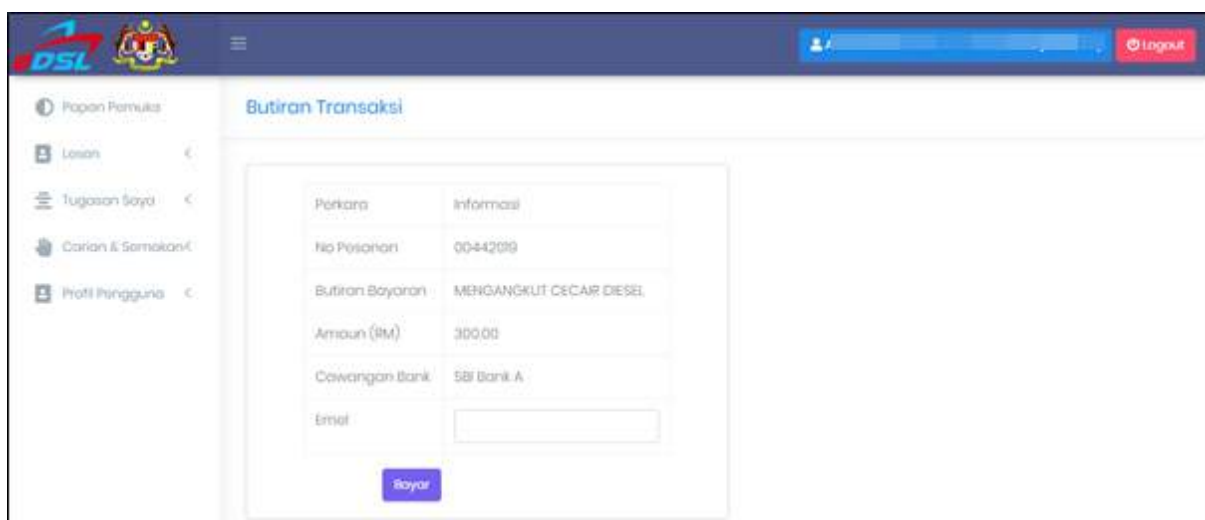 DSL
Logout
Papan Pemuka
Butiran Transaksi
Lesen
Tugasan Saya
Carian & Semakan
Profil Pengguna
Perkara Informasi
No Pesanan 00442019
Butiran Bayaran MENGANGKUT CECAIR DIESEL
Amaun (RM) 300.00
Cawangan Bank SBI Bank A
Emel
Bayar